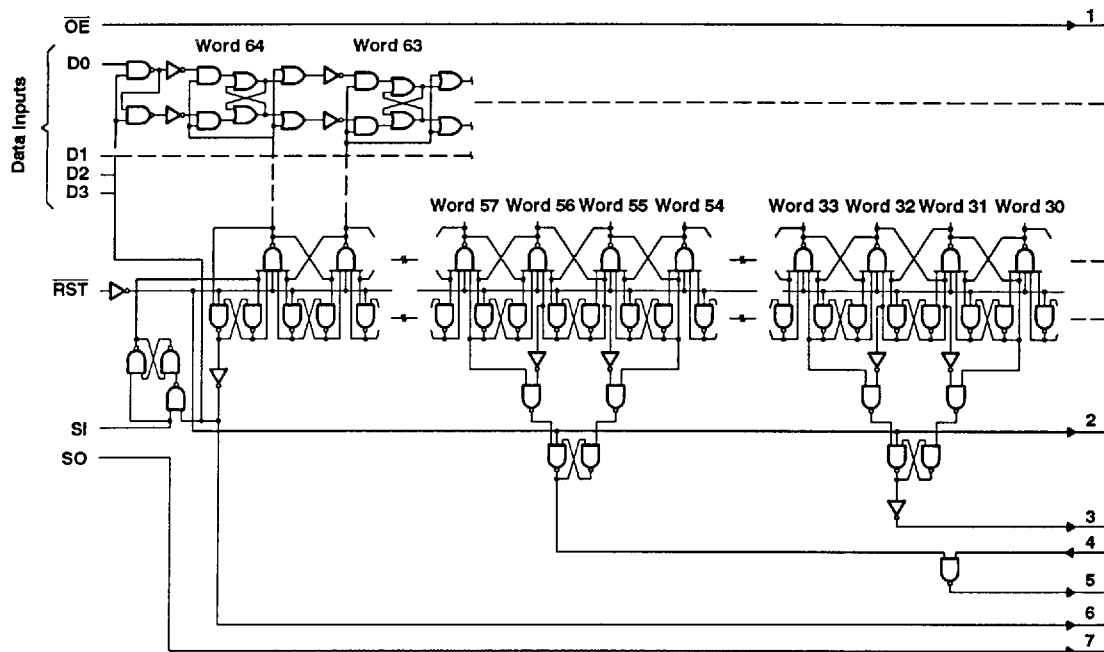 OE
1
Word 64
Word 63
D0
Data Inputs
D1
D2
D3
Word 57
Word 56
Word 55
Word 54
Word 33
Word 32
Word 31
Word 30
RST
SI
2
SO
3
4
5
6
7